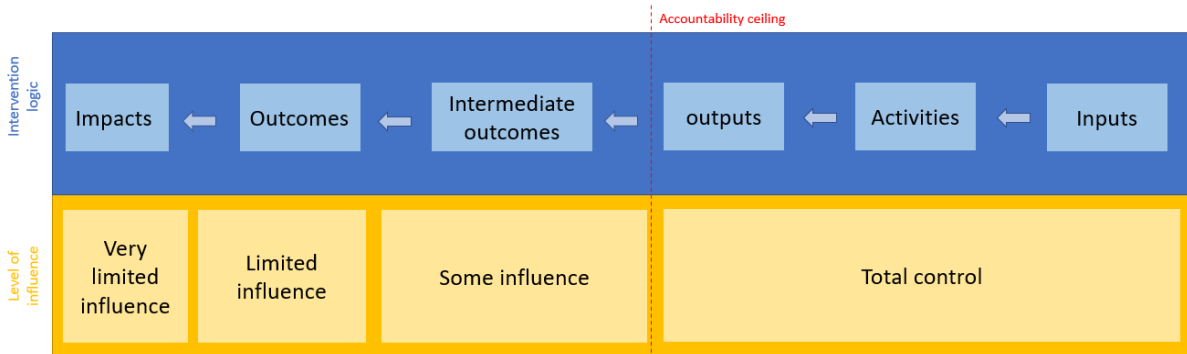 Accountability ceiling
Intervention
logic
Impacts
Outcomes
Intermediate
outcomes
outputs
Activities
Inputs
Level of
influence
Very
limited
influence
Limited
influence
Some influence
Total control